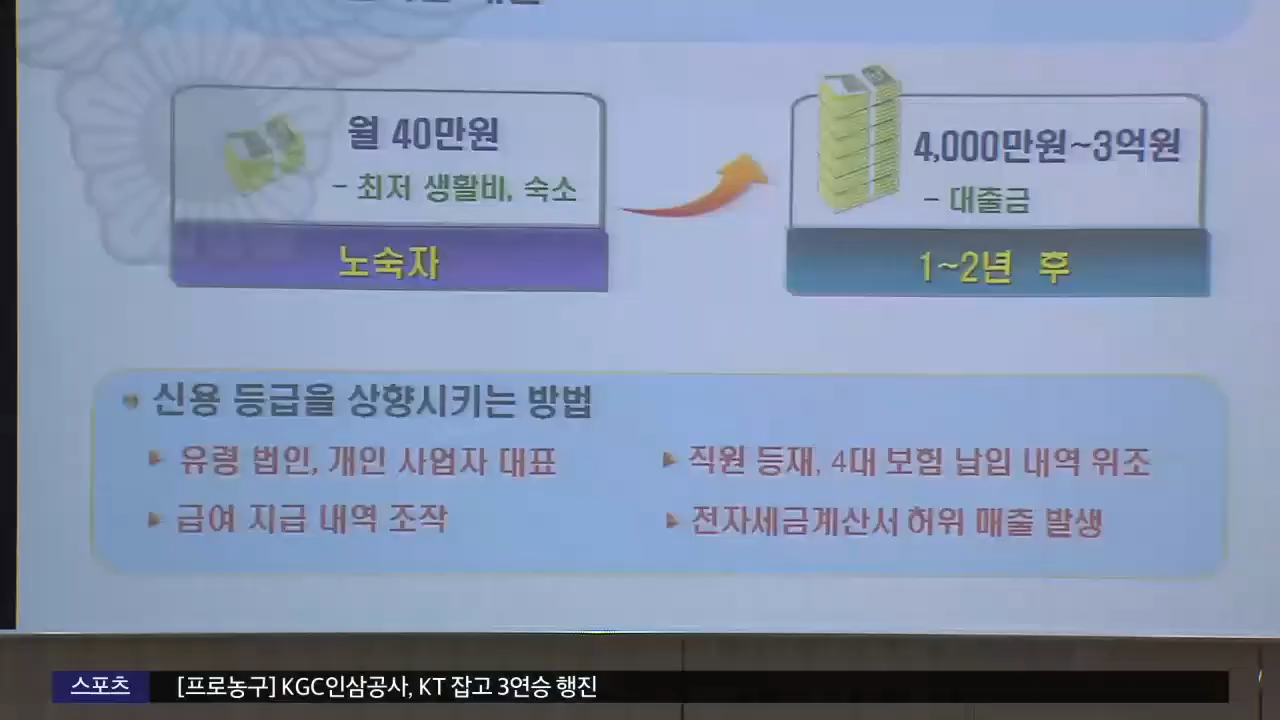 월 40만원
- 최저 생활비, 숙소
노숙자
4,000만원~3억원
- 대출금
1~2년 후
신용 등급을 상향시키는 방법
유령 법인, 개인 사업자 대표
직원 등재, 4대 보험 납입 내역 위조
급여 지급 내역 조작
전자세금계산서 허위 매출 발생
스포츠
[프로농구] KGC인삼공사, KT 잡고 3연승 행진